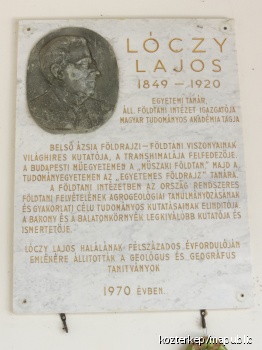 LÓCZY
LAJOS
1849 – 1920
EGYETEMI TANÁR,
ÁLL. FÖLDTANI INTÉZET IGAZGATÓJA
MAGYAR TUDOMÁNYOS AKADÉMIA TAGJA
BELSŐ ÁZSIA FÖLDRAJZI – FÖLDTANI VISZONYAINAK
VILÁGHÍRES KUTATÓJA, A TRANSHIMALÁJA FELFEDEZŐJE.
A BUDAPESTI MŰEGYETEMEN A „MŰSZAKI FÖLDTAN," MAJD A
TUDOMÁNYEGYETEMEN AZ „EGYETEMES FÖLDRAJZ" TANÁRA.
A FÖLDTANI INTÉZETBEN AZ ORSZÁG RENDSZERES
FÖLDTANI FELVÉTELÉNEK AGROGEOLÓGIAI TANULMÁNYOZÁSÁNAK
ÉS GYAKORLATI CÉLÚ TUDOMÁNYOS KUTATÁSAINAK ELINDÍTÓJA
A BAKONY ÉS A BALATONKÖRNYÉK LEGKIVÁLÓBB KUTATÓJA ÉS
ISMERTETŐJE.
LÓCZY LAJOS HALÁLÁNAK FÉLSZÁZADOS ÉVFORDULÓJÁN
EMLÉKÉRE ÁLLÍTOTTÁK A GEOLÓGUS ÉS GEOGRÁFUS
TANÍTVÁNYOK
1970 ÉVBEN.
kozterkep/mapublic